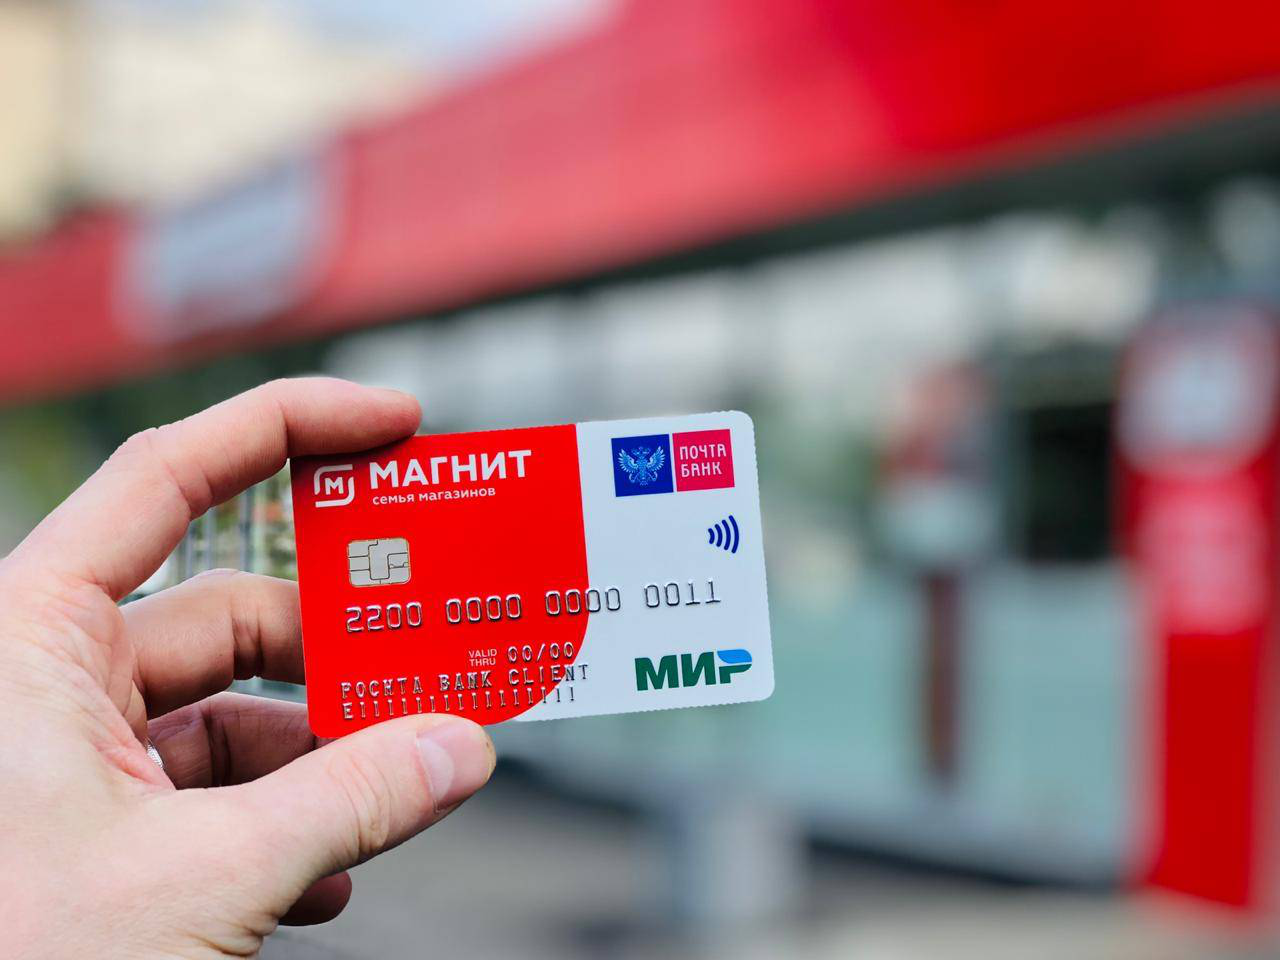 МАГНИТ
семья магазинов
ПОЧТА
БАНК
2200 0000 0000 0011
VALID
THRU 00/00
POCHTA BANK CLIENT
МИР